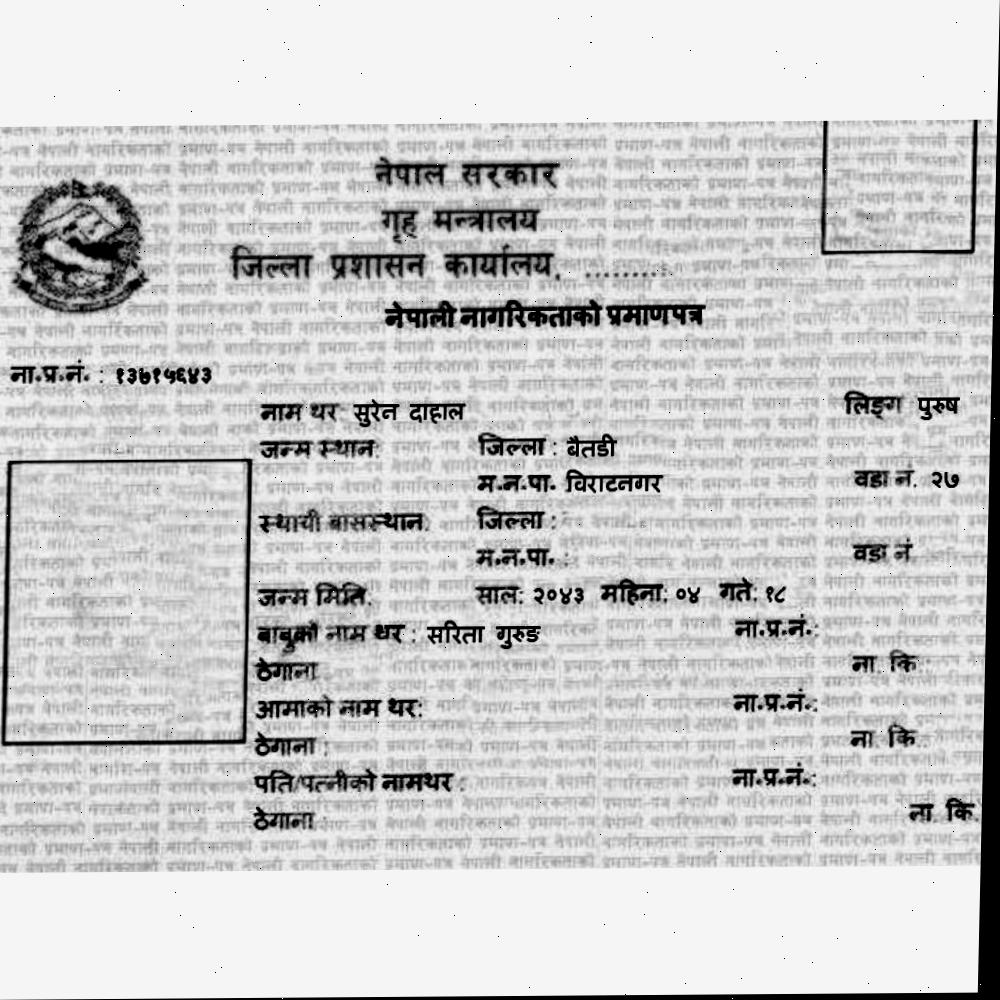 नेपाल सरकार
गृह मन्त्रालय
जिल्ला प्रशासन कार्यालय, ..........
नेपाली नागरिकताको प्रमाणपत्र
ना.प्र.नं. : १३७१५६४३
नाम थर सुरेन दाहाल लिङ्ग पुरुष
जन्म स्थान: जिल्ला : बैतडी
म.न.पा. विराटनगर वडा नं. २७
स्थायी बासस्थान: जिल्ला :
म.न.पा. : वडा नं
जन्म मिति: साल: २०४३ महिना: ०४ गते: १८
बाबुको नाम थर : सरिता गुरुङ ना.प्र.नं.:
ठेगाना ना. कि.:
आमाको नाम थर: ना.प्र.नं.:
ठेगाना : ना. कि.:
पति/पत्नीको नामथर : ना.प्र.नं.:
ठेगाना : ना. कि.